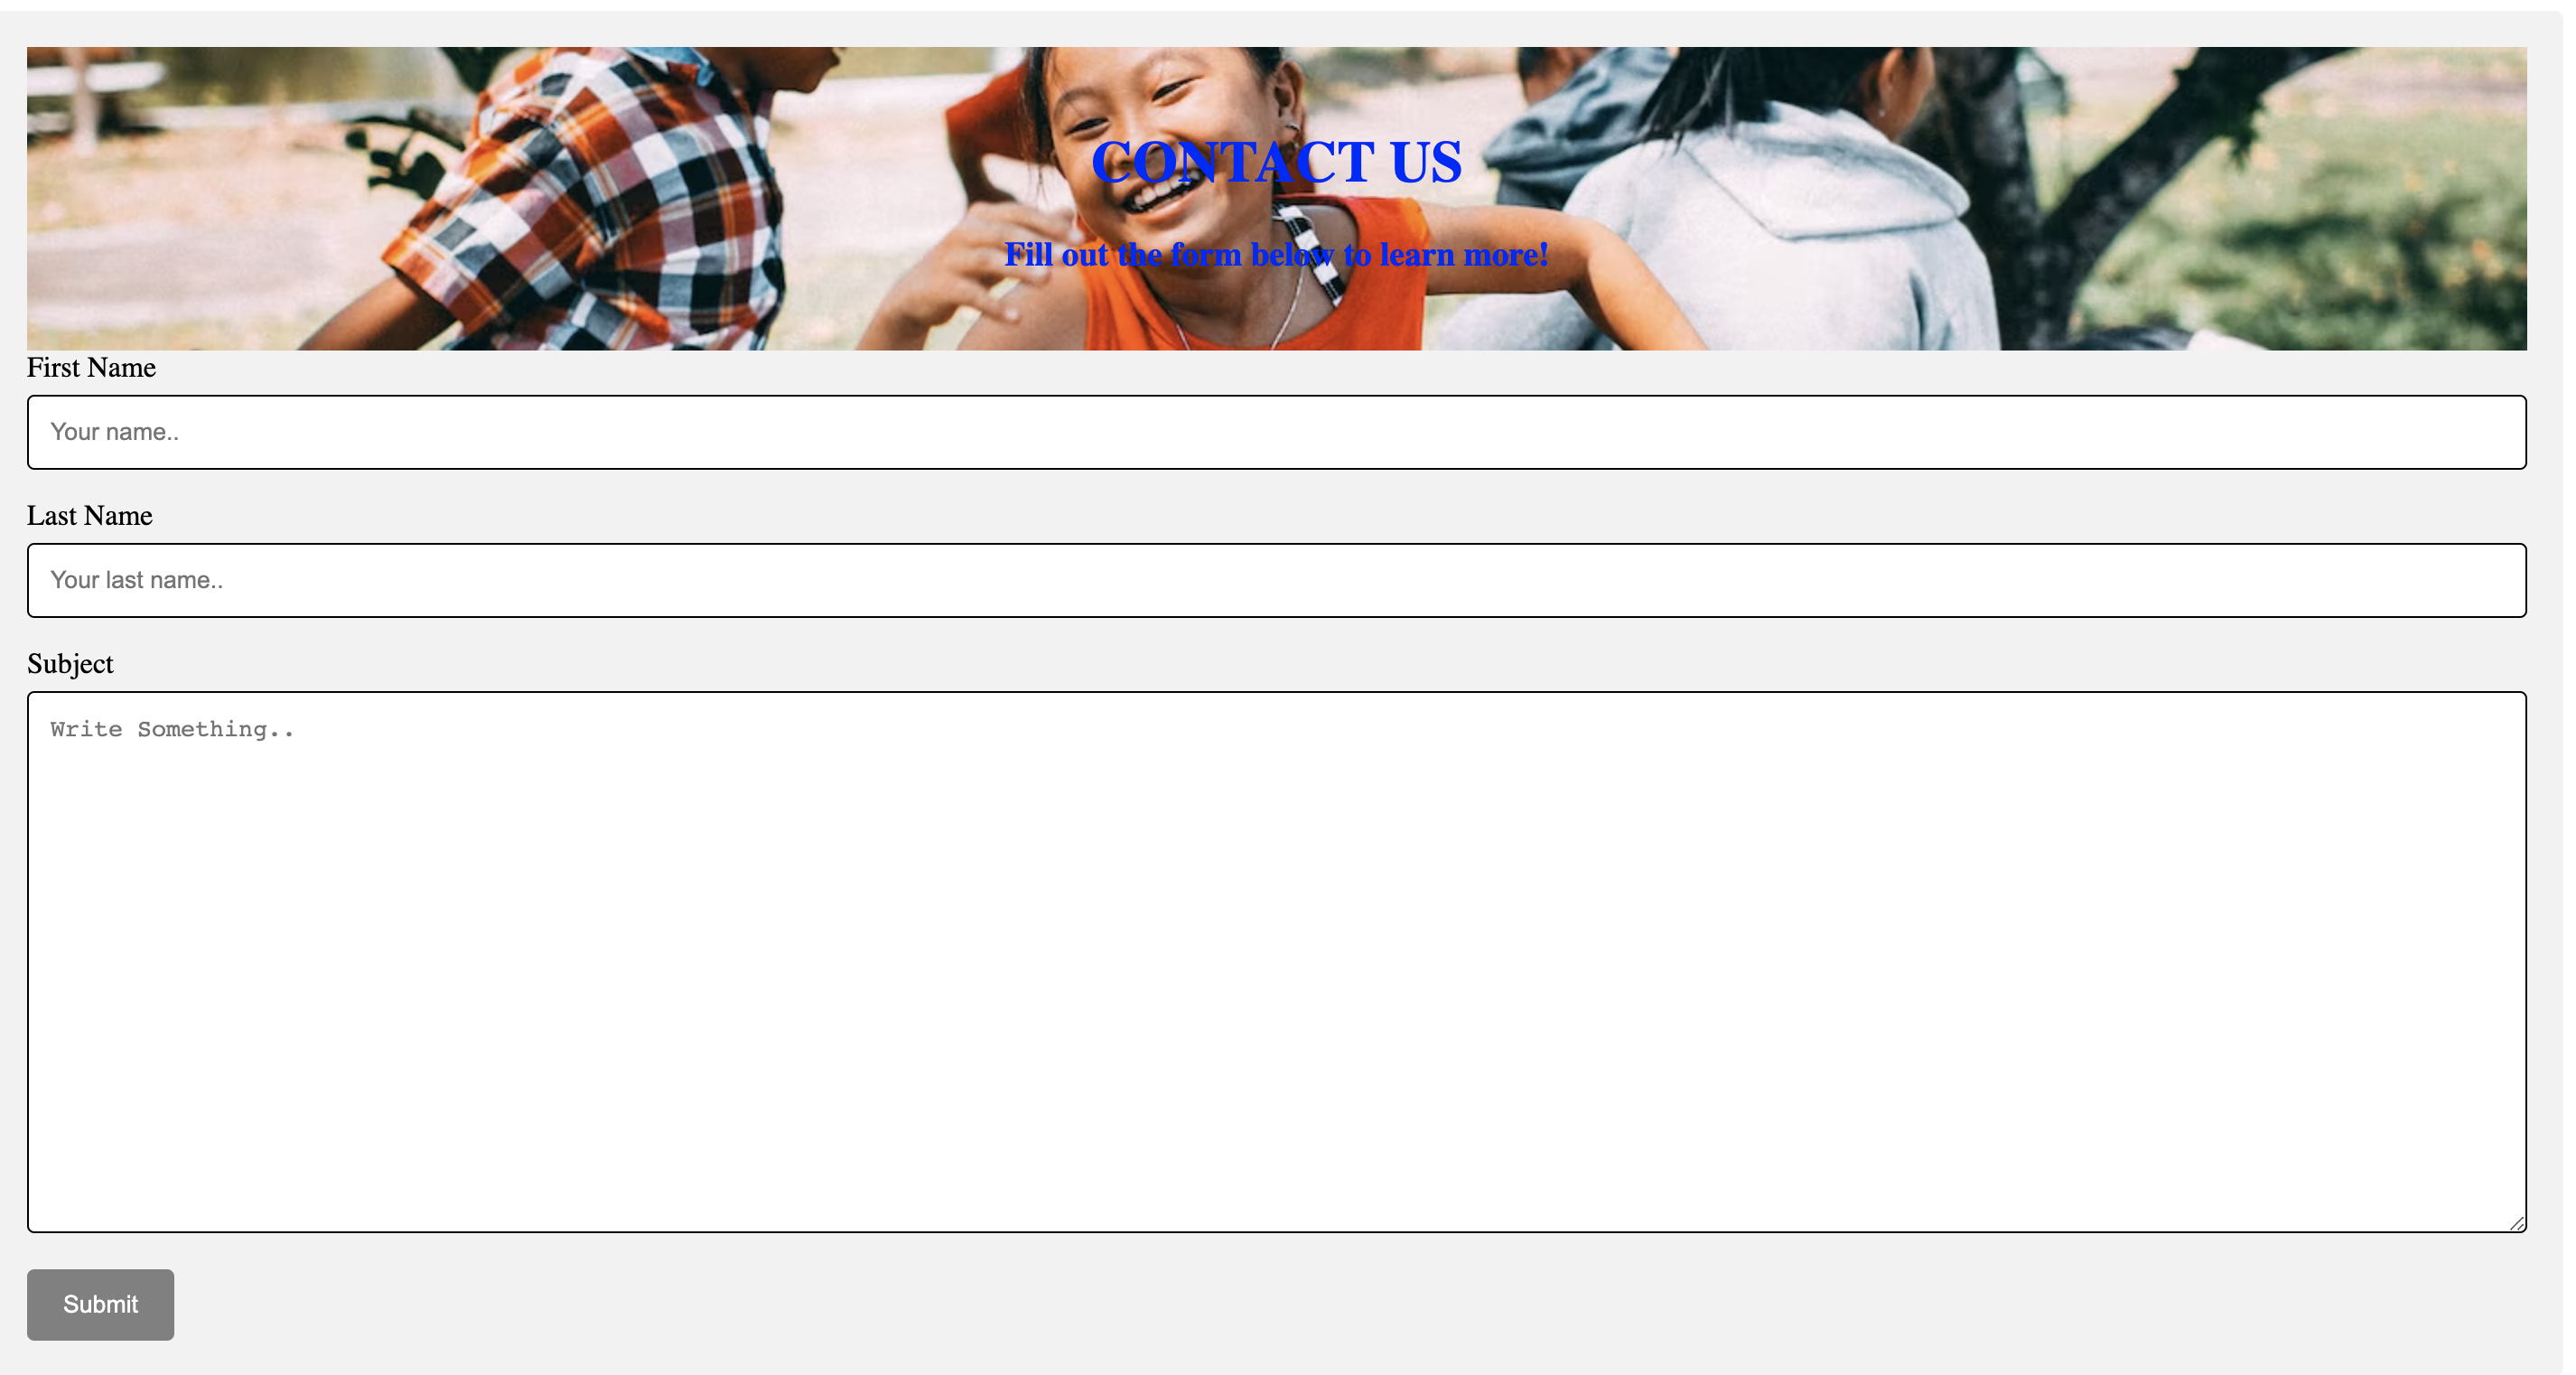 CONTACT US
Fill out the form below to learn more!
First Name
Your name..
Last Name
Your last name..
Subject
Write Something..
Submit